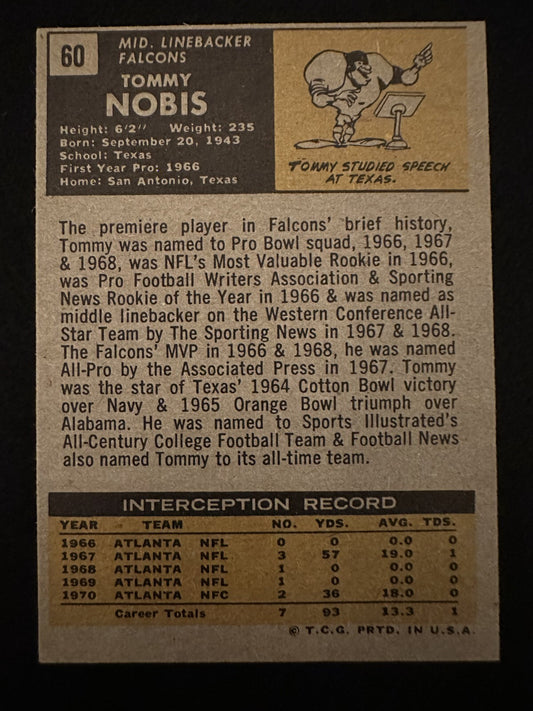 60
MID. LINEBACKER
FALCONS
TOMMY
NOBIS
Height: 6'2" Weight: 235
Born: September 20, 1943
School: Texas
First Year Pro: 1966
Home: San Antonio, Texas
TOMMY STUDIED SPEECH
AT TEXAS.
The premiere player in Falcons' brief history,
Tommy was named to Pro Bowl squad, 1966, 1967
& 1968, was NFL's Most Valuable Rookie in 1966,
was Pro Football Writers Association & Sporting
News Rookie of the Year in 1966 & was named as
middle linebacker on the Western Conference All-
Star Team by The Sporting News in 1967 & 1968.
The Falcons' MVP in 1966 & 1968, he was named
All-Pro by the Associated Press in 1967. Tommy
was the star of Texas' 1964 Cotton Bowl victory
over Navy & 1965 Orange Bowl triumph over
Alabama. He was named to Sports Illustrated's
All-Century College Football Team & Football News
also named Tommy to its all-time team.
INTERCEPTION RECORD
YEAR TEAM NO. YDS. AVG. TDS.
1966 ATLANTA NFL 0 0 0.0 0
1967 ATLANTA NFL 3 57 19.0 1
1968 ATLANTA NFL 1 0 0.0 0
1969 ATLANTA NFL 1 0 0.0 0
1970 ATLANTA NFC 2 36 18.0 0
Career Totals 7 93 13.3 1
© T.C.G. PRTD. IN U.S.A.